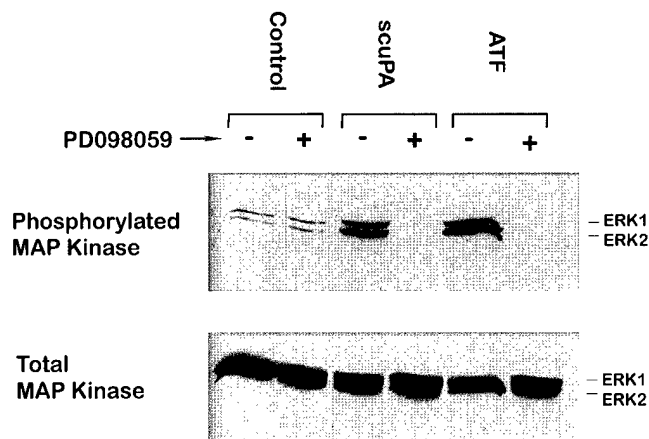 Control scuPA ATF
PD098059 - + - + - +
Phosphorylated
MAP Kinase
ERK1
ERK2
Total
MAP Kinase
ERK1
ERK2